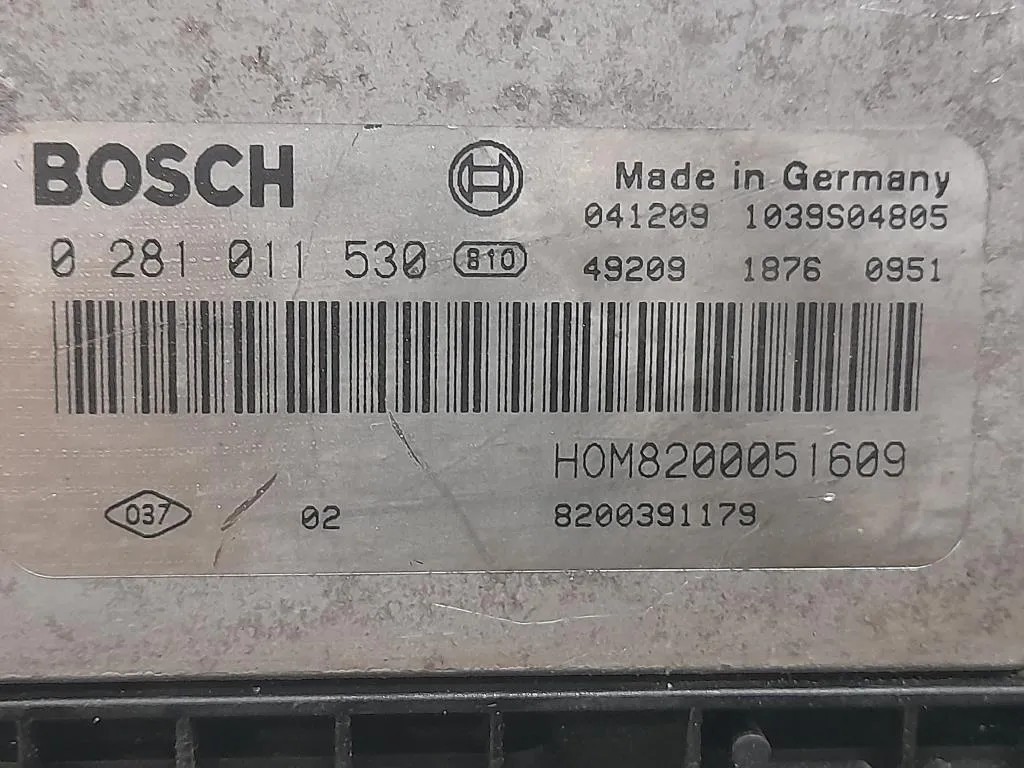 BOSCH
Made in Germany
041209 1039S04805
0 281 011 530 810
49209 1876 0951
HOM8200051609
037 02 8200391179